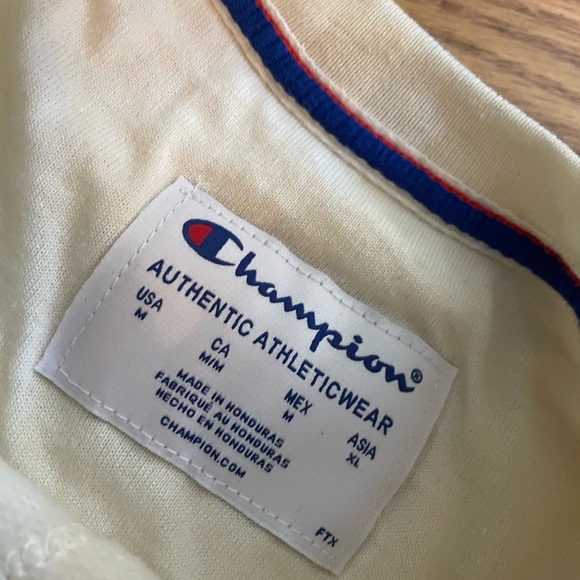 Champion®
AUTHENTIC ATHLETICWEAR
USA CA MEX ASIA
M M/M M XL
MADE IN HONDURAS
FABRIQUÉ AU HONDURAS
HECHO EN HONDURAS
CHAMPION.COM
FTX